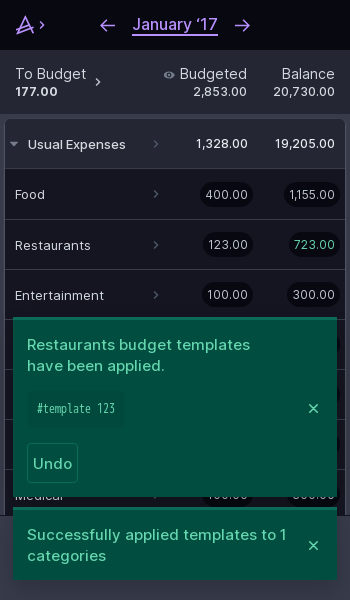 January ‘17
To Budget
177.00
Budgeted
2,853.00
Balance
20,730.00
Usual Expenses 1,328.00 19,205.00
Food 400.00 1,155.00
Restaurants 123.00 723.00
Entertainment 100.00 300.00
Restaurants budget templates
have been applied.
#template 123
Undo
Medical
Successfully applied templates to 1
categories